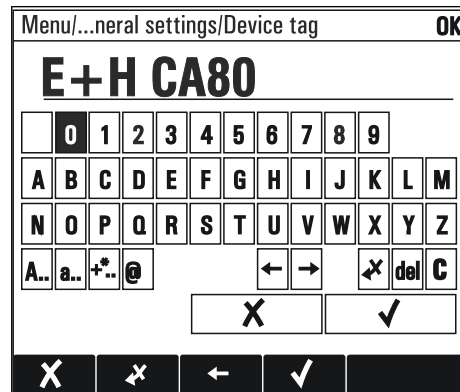 Menu/...neral settings/Device tag OK
E+H CA80
0 1 2 3 4 5 6 7 8 9
A B C D E F G H I J K L M
N O P Q R S T U V W X Y Z
A.. a.. +*.. @ ← → ✗ del C
✗ ✓
✗ ✗ ← ✓